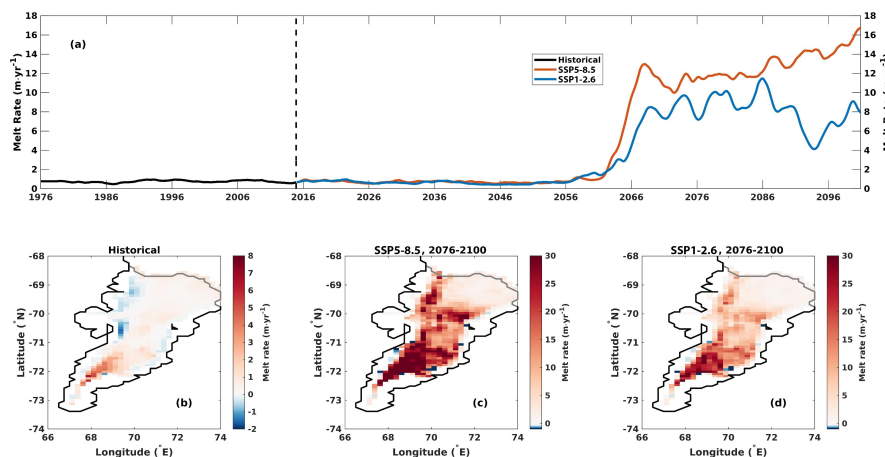 (a)
Melt Rate (m·yr⁻¹)
18
16
14
12
10
8
6
4
2
0
Historical
SSP5-8.5
SSP1-2.6
18
16
14
12
10
8
6
4
2
0
1976 1986 1996 2006 2016 2026 2036 2046 2056 2066 2076 2086 2096
Historical
Latitude (°N)
-68
-69
-70
-71
-72
-73
-74
66 68 70 72 74
Longitude (°E)
(b)
8
7
6
5
4
3
2
1
0
-1
-2
Melt rate (m·yr⁻¹)
SSP5-8.5, 2076-2100
Latitude (°N)
-68
-69
-70
-71
-72
-73
-74
66 68 70 72 74
Longitude (°E)
(c)
30
25
20
15
10
5
0
Melt rate (m·yr⁻¹)
SSP1-2.6, 2076-2100
Latitude (°N)
-68
-69
-70
-71
-72
-73
-74
66 68 70 72 74
Longitude (°E)
(d)
30
25
20
15
10
5
0
Melt rate (m·yr⁻¹)